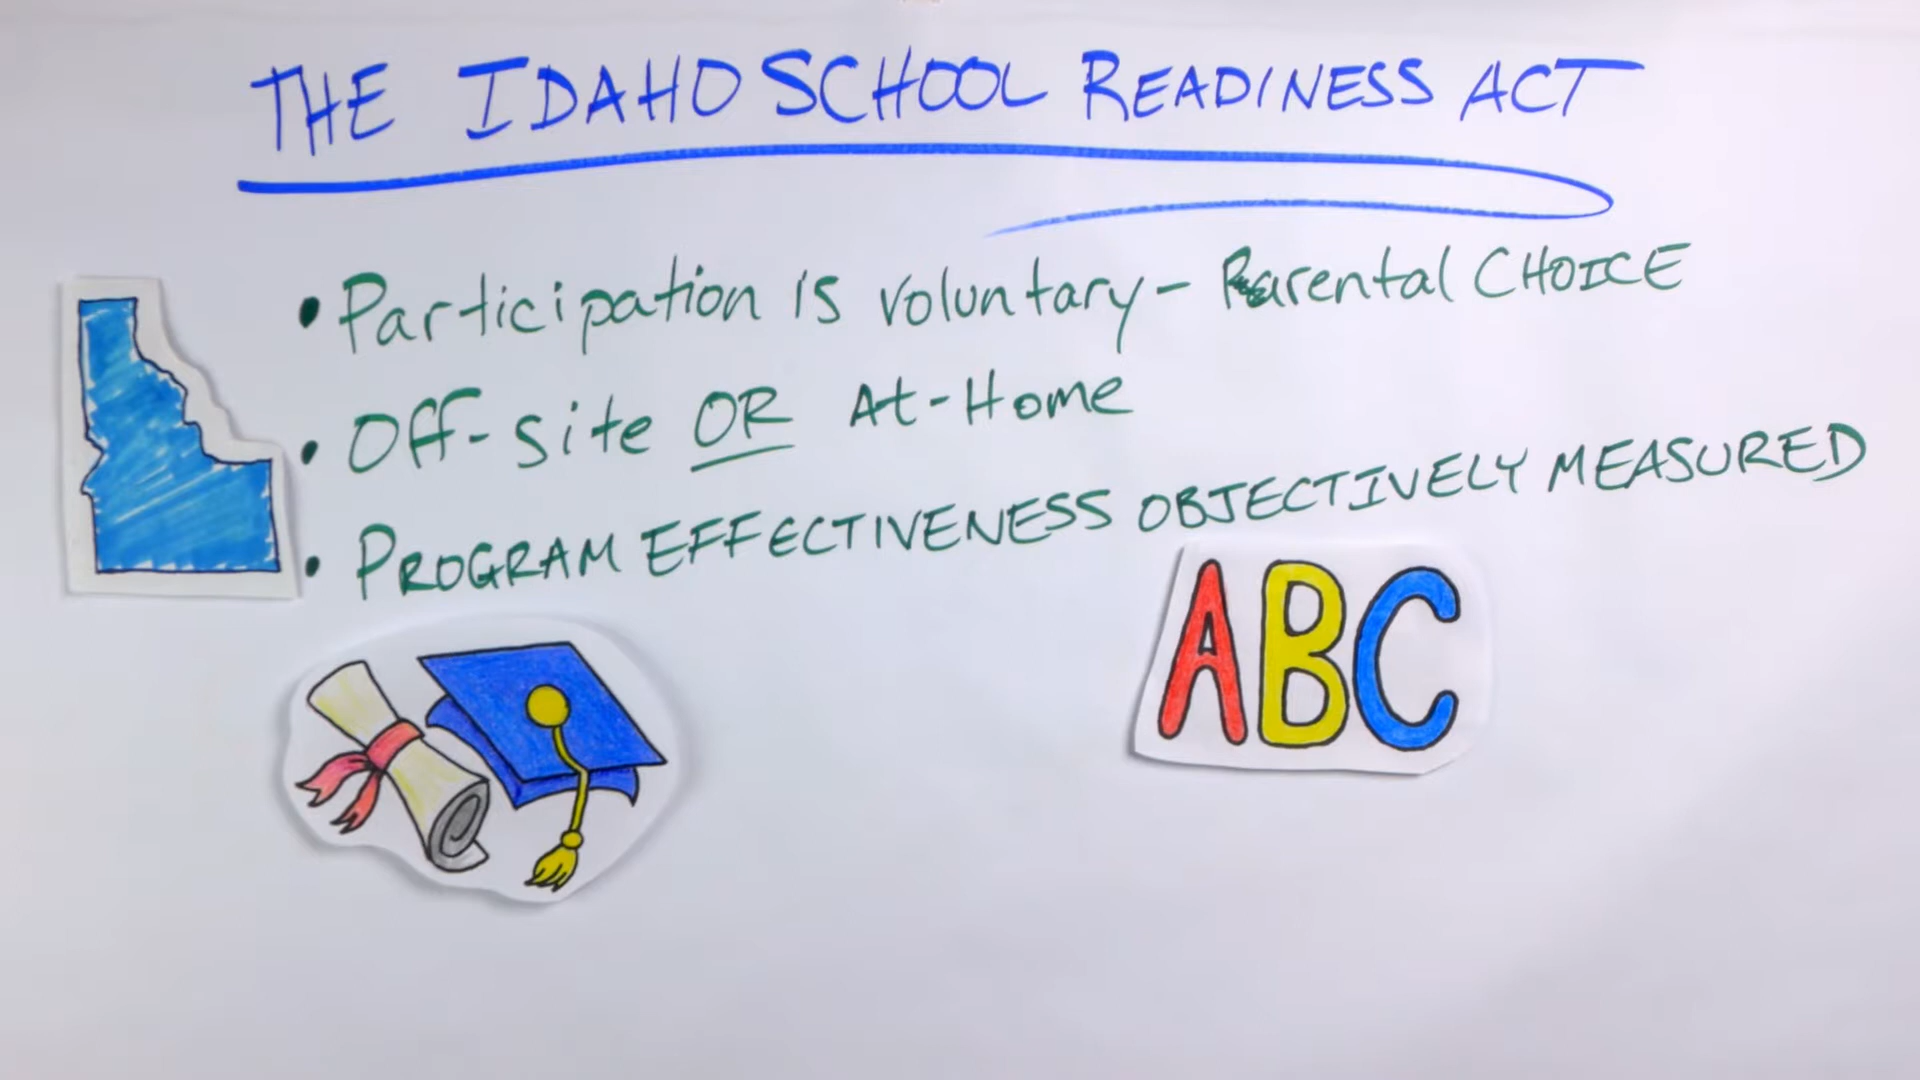 THE IDAHO SCHOOL READINESS ACT
• Participation is voluntary - Parental CHOICE
• Off-site OR At-Home
• PROGRAM EFFECTIVENESS OBJECTIVELY MEASURED
ABC